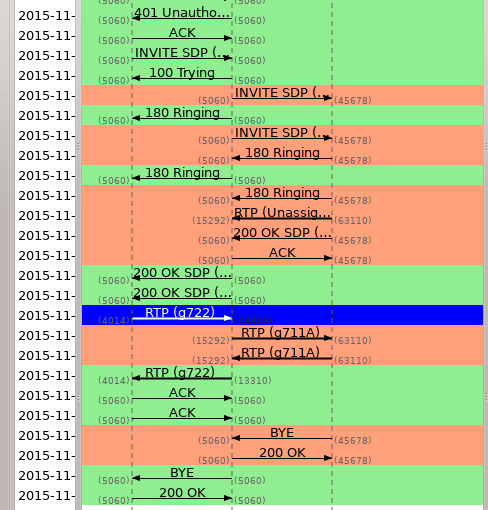 (5060) (5060)
2015-11- 401 Unautho... (5060) (5060)
2015-11- ACK (5060) (5060)
2015-11- INVITE SDP (... (5060) (5060)
2015-11- 100 Trying (5060) (5060)
2015-11- INVITE SDP (... (5060) (45678)
2015-11- 180 Ringing (5060) (5060)
2015-11- INVITE SDP (... (5060) (45678)
2015-11- 180 Ringing (5060) (45678)
2015-11- 180 Ringing (5060) (5060)
2015-11- 180 Ringing (5060) (45678)
2015-11- RTP (Unassig... (15292) (63110)
2015-11- 200 OK SDP (... (5060) (45678)
2015-11- ACK (5060) (45678)
2015-11- 200 OK SDP (... (5060) (5060)
2015-11- 200 OK SDP (... (5060) (5060)
2015-11- RTP (g722) (4014)
2015-11- RTP (g711A) (15292) (63110)
2015-11- RTP (g711A) (15292) (63110)
2015-11- RTP (g722) (4014) (13310)
2015-11- ACK (5060) (5060)
2015-11- ACK (5060) (5060)
2015-11- BYE (5060) (45678)
2015-11- 200 OK (5060) (45678)
2015-11- BYE (5060) (5060)
2015-11- 200 OK (5060) (5060)